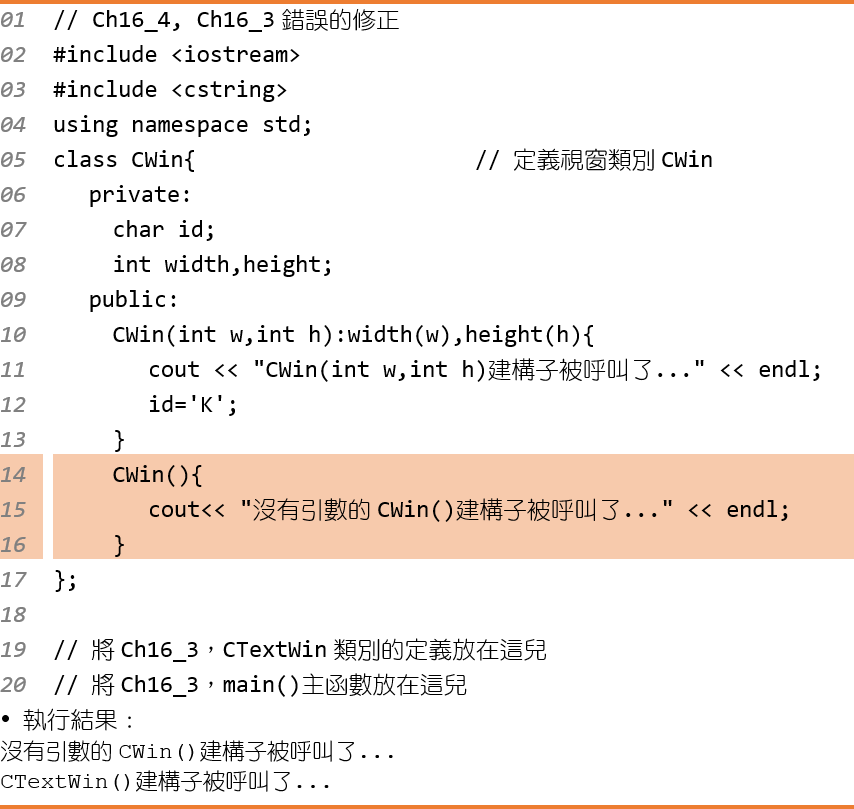 01 // Ch16_4, Ch16_3 錯誤的修正
02 #include <iostream>
03 #include <cstring>
04 using namespace std;
05 class CWin{ // 定義視窗類別 CWin
06 private:
07 char id;
08 int width,height;
09 public:
10 CWin(int w,int h):width(w),height(h){
11 cout << "CWin(int w,int h)建構子被呼叫了..." << endl;
12 id='K';
13 }
14 CWin(){
15 cout<< "沒有引數的 CWin()建構子被呼叫了..." << endl;
16 }
17 };
18
19 // 將 Ch16_3，CTextWin 類別的定義放在這兒
20 // 將 Ch16_3，main()主函數放在這兒
• 執行結果：
沒有引數的 CWin()建構子被呼叫了...
CTextWin()建構子被呼叫了...